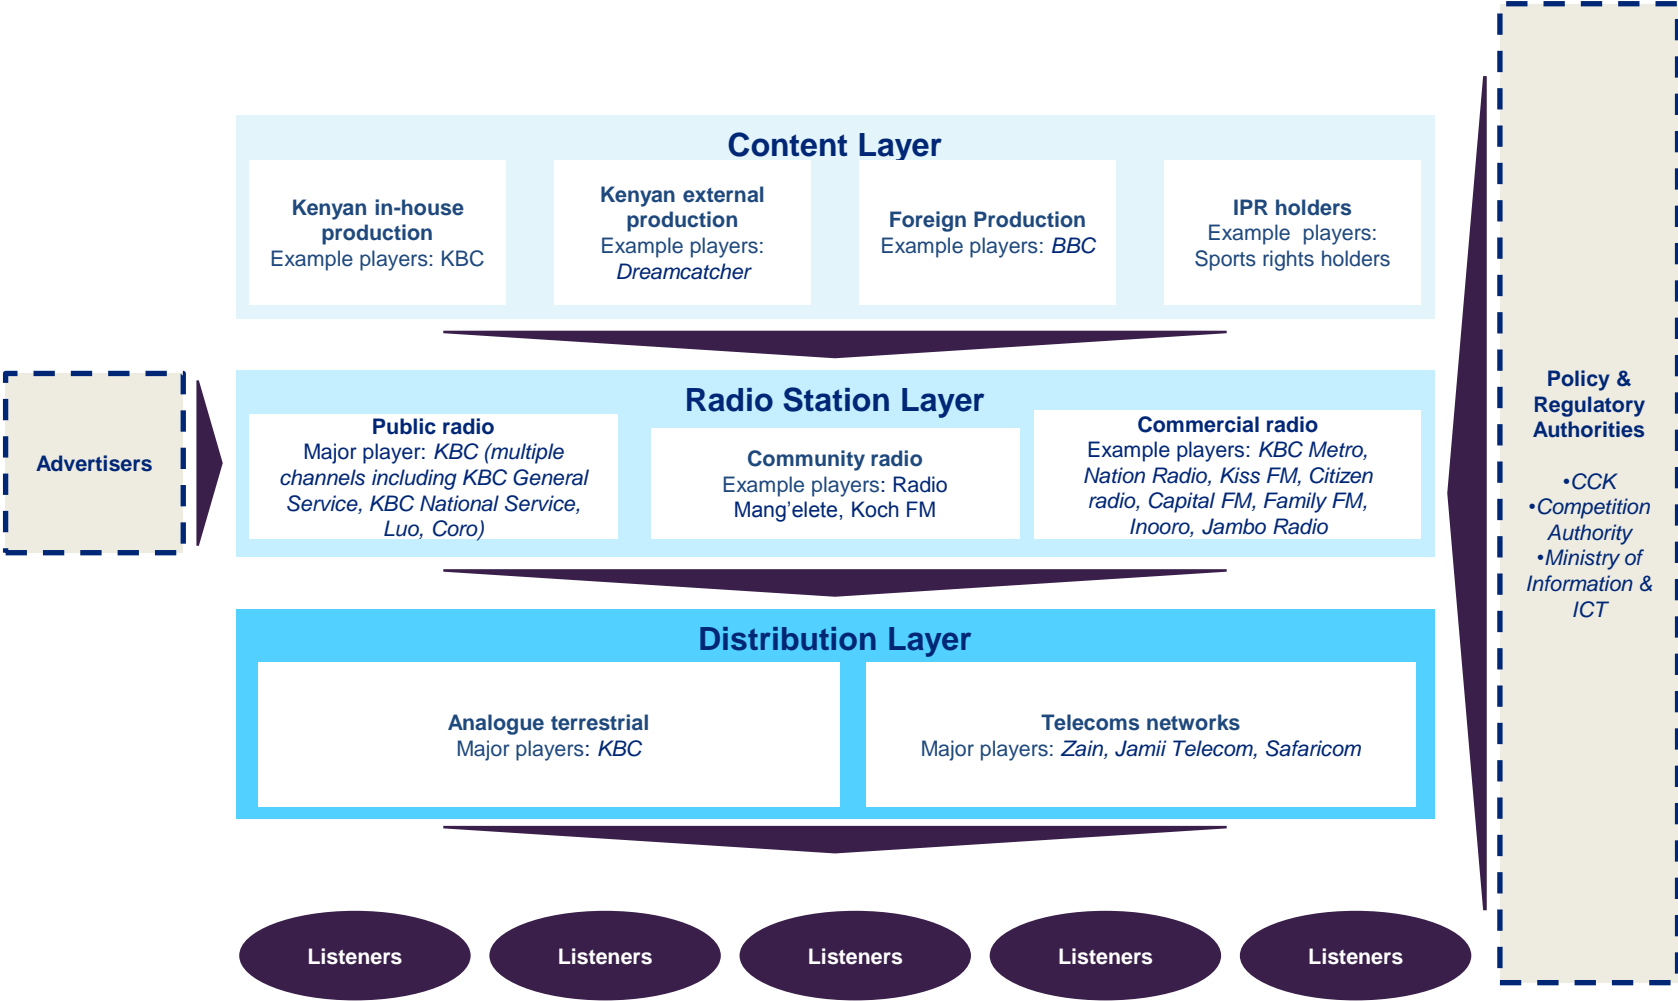 Content Layer
Kenyan in-house
production
Example players: KBC
Kenyan external
production
Example players:
Dreamcatcher
Foreign Production
Example players: BBC
IPR holders
Example  players:
Sports rights holders
Advertisers
Radio Station Layer
Public radio
Major player: KBC (multiple
channels including KBC General
Service, KBC National Service,
Luo, Coro)
Community radio
Example players: Radio
Mang’elete, Koch FM
Commercial radio
Example players: KBC Metro,
Nation Radio, Kiss FM, Citizen
radio, Capital FM, Family FM,
Inooro, Jambo Radio
Distribution Layer
Analogue terrestrial
Major players: KBC
Telecoms networks
Major players: Zain, Jamii Telecom, Safaricom
Listeners
Listeners
Listeners
Listeners
Listeners
Policy &
Regulatory
Authorities
•CCK
•Competition
Authority
•Ministry of
Information &
ICT